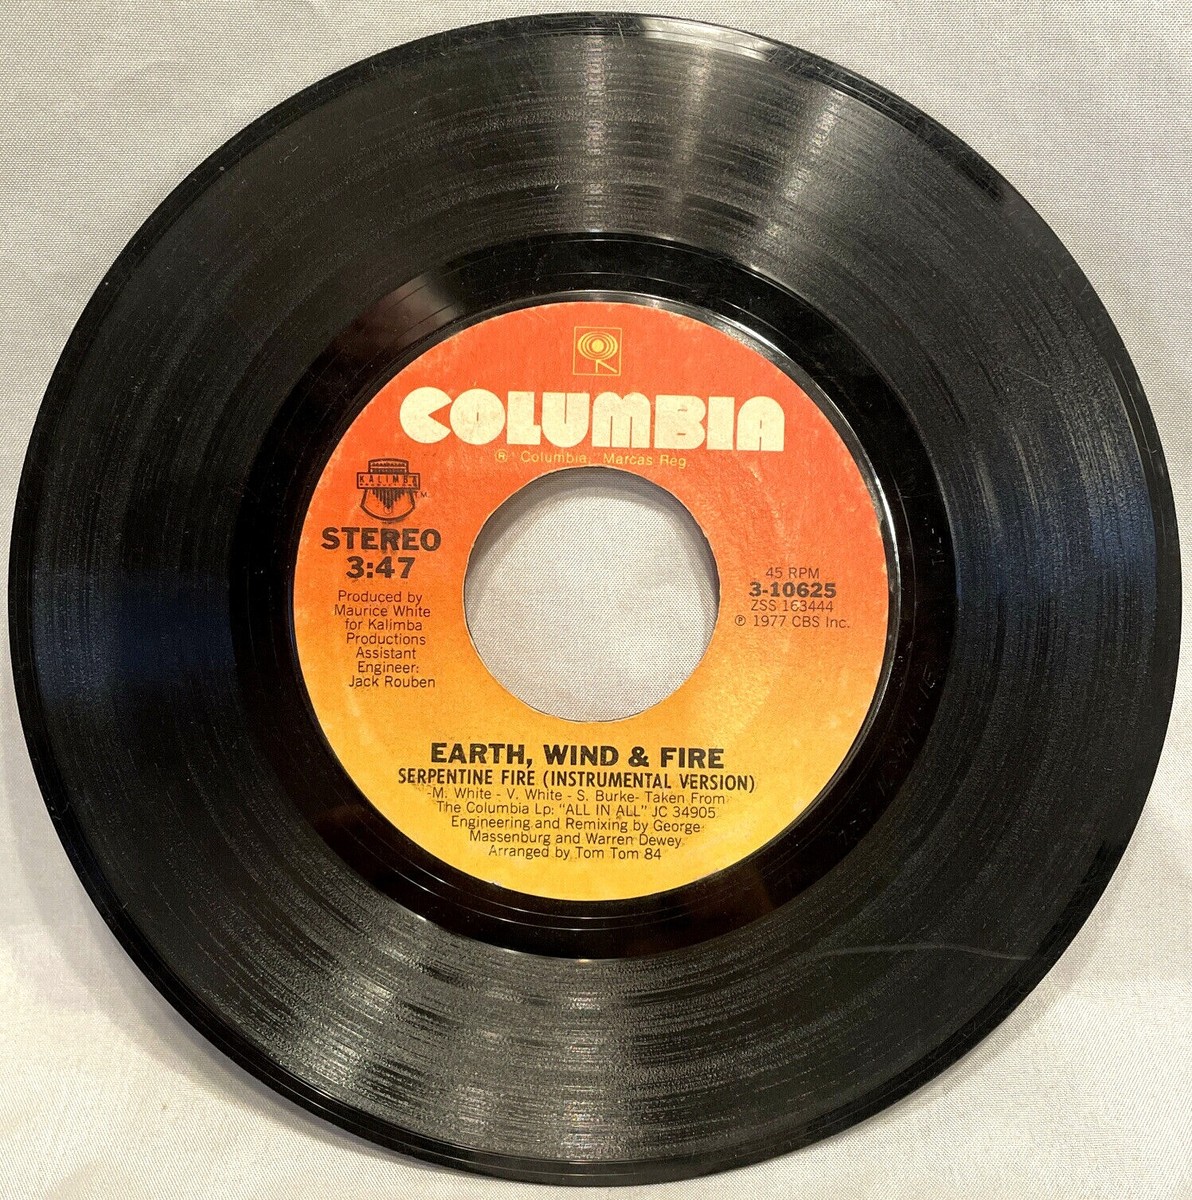 COLUMBIA
® Columbia, Marcas Reg.
KALIMBA
STEREO
3:47
Produced by
Maurice White
for Kalimba
Productions
Assistant
Engineer:
Jack Rouben
45 RPM
3-10625
ZSS 163444
℗ 1977 CBS Inc.
EARTH, WIND & FIRE
SERPENTINE FIRE (INSTRUMENTAL VERSION)
-M. White - V. White - S. Burke- Taken From
The Columbia Lp: "ALL IN ALL" JC 34905
Engineering and Remixing by George
Massenburg and Warren Dewey
Arranged by Tom Tom 84